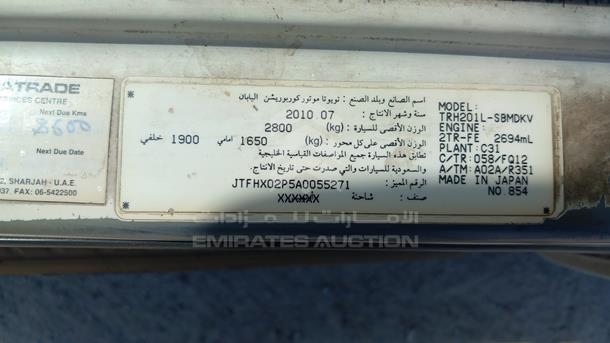 ATRADE
Next Due Kms
8600
Next Due Date
2, SHARJAH - U.A.E.
FAX: 06-5422500
اسم الصانع وبلد الصنع : تويوتا موتور كوربوريشن اليابان
سنة وشهر الانتاج : 2010.07
الوزن الأقصى للسيارة : (kg) 2800
الوزن الأقصى على كل محور : (kg) 1650 امامي 1900 خلفي
تطابق هذه السيارة جميع المواصفات القياسية الخليجية
والسعودية للسيارات والتي صدرت حتى تاريخ الانتاج.
الرقم المميز : JTFHX02P5A0055271
صنف : شاحنة XXXXXX
MODEL:
TRH201L-SBMDKV
ENGINE:
2TR-FE 2694mL
PLANT: C31
C/TR: 058/FQ12
A/TM: A02A/R351
MADE IN JAPAN
NO.854
الإمارات للمزادات
EMIRATES AUCTION